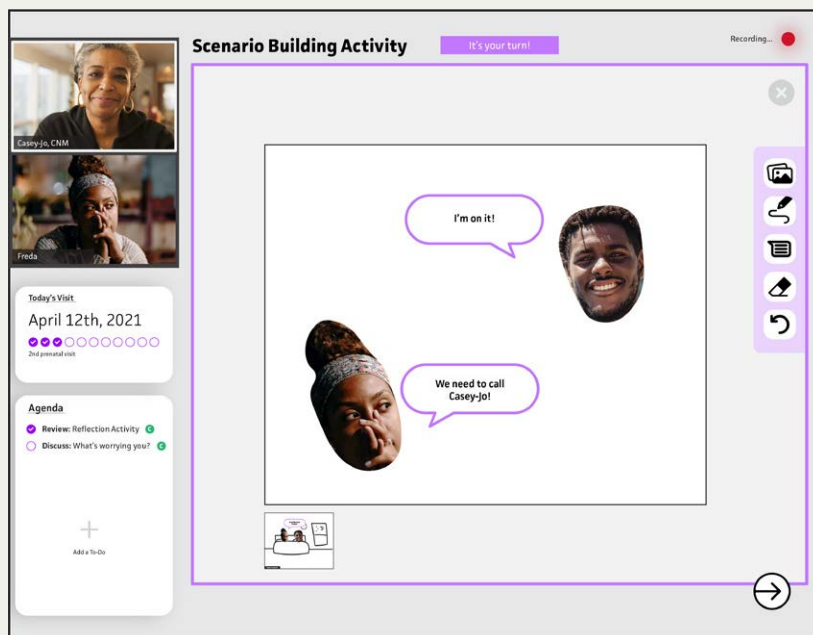 Scenario Building Activity
It's your turn!
Recording...
Casey-Jo, CNM
Freda
Today's Visit
April 12th, 2021
2nd prenatal visit
Agenda
Review: Reflection Activity C
Discuss: What's worrying you? C
Add a To-Do
I'm on it!
We need to call
Casey-Jo!